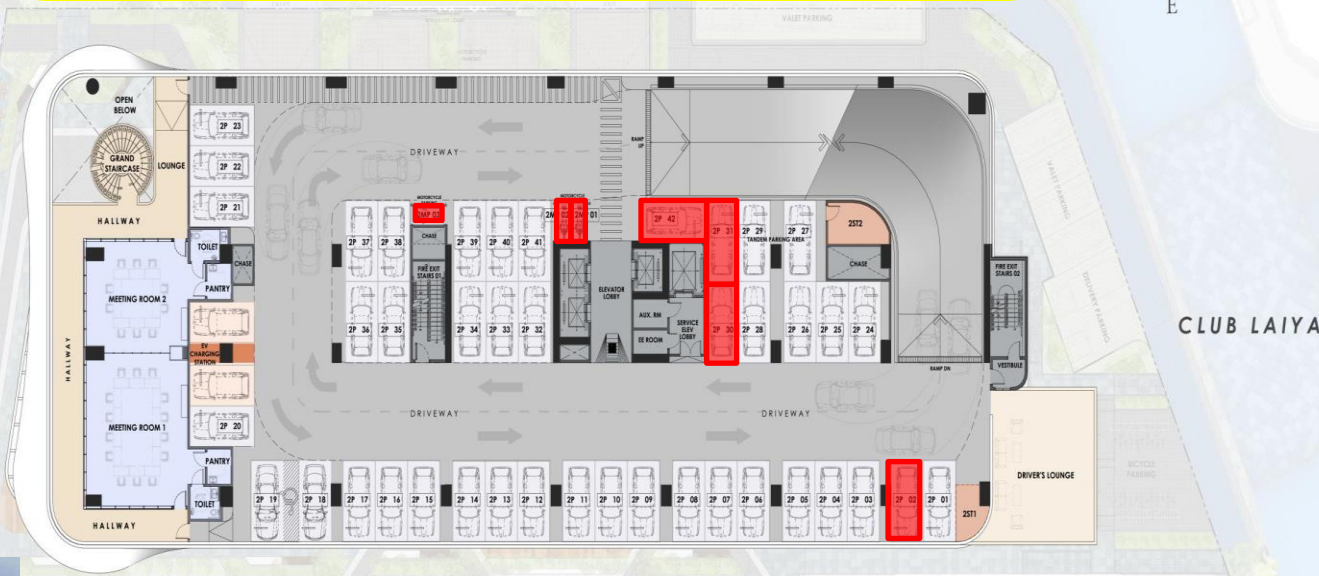 E
VALET PARKING
OPEN
BELOW
GRAND
STAIRCASE
LOUNGE
2P 23
2P 22
2P 21
DRIVEWAY
RAMP
UP
VALET PARKING
HALLWAY
TOILET
CHASE
PANTRY
MEETING ROOM 2
EV
CHARGING
STATION
HALLWAY
MEETING ROOM 1
2P 20
PANTRY
TOILET
HALLWAY
MOTORCYCLE
2MP 03
CHASE
FIRE EXIT
STAIRS 01
MOTORCYCLE
02
01
2P 42
2P 31
2P 29
2P 27
TANDEM PARKING AREA
2ST2
CHASE
2P 37
2P 38
2P 39
2P 40
2P 41
ELEVATOR
LOBBY
AUX. RM
EE ROOM
SERVICE
ELEV
LOBBY
2P 36
2P 35
2P 34
2P 33
2P 32
2P 30
2P 28
2P 26
2P 25
2P 24
FIRE EXIT
STAIRS 02
DELIVERY PARKING
CLUB LAIYA
RAMP DN
VESTIBULE
DRIVEWAY
DRIVEWAY
2P 19
2P 18
2P 17
2P 16
2P 15
2P 14
2P 13
2P 12
2P 11
2P 10
2P 09
2P 08
2P 07
2P 06
2P 05
2P 04
2P 03
2P 02
2P 01
2ST1
DRIVER'S LOUNGE
BICYCLE
PARKING